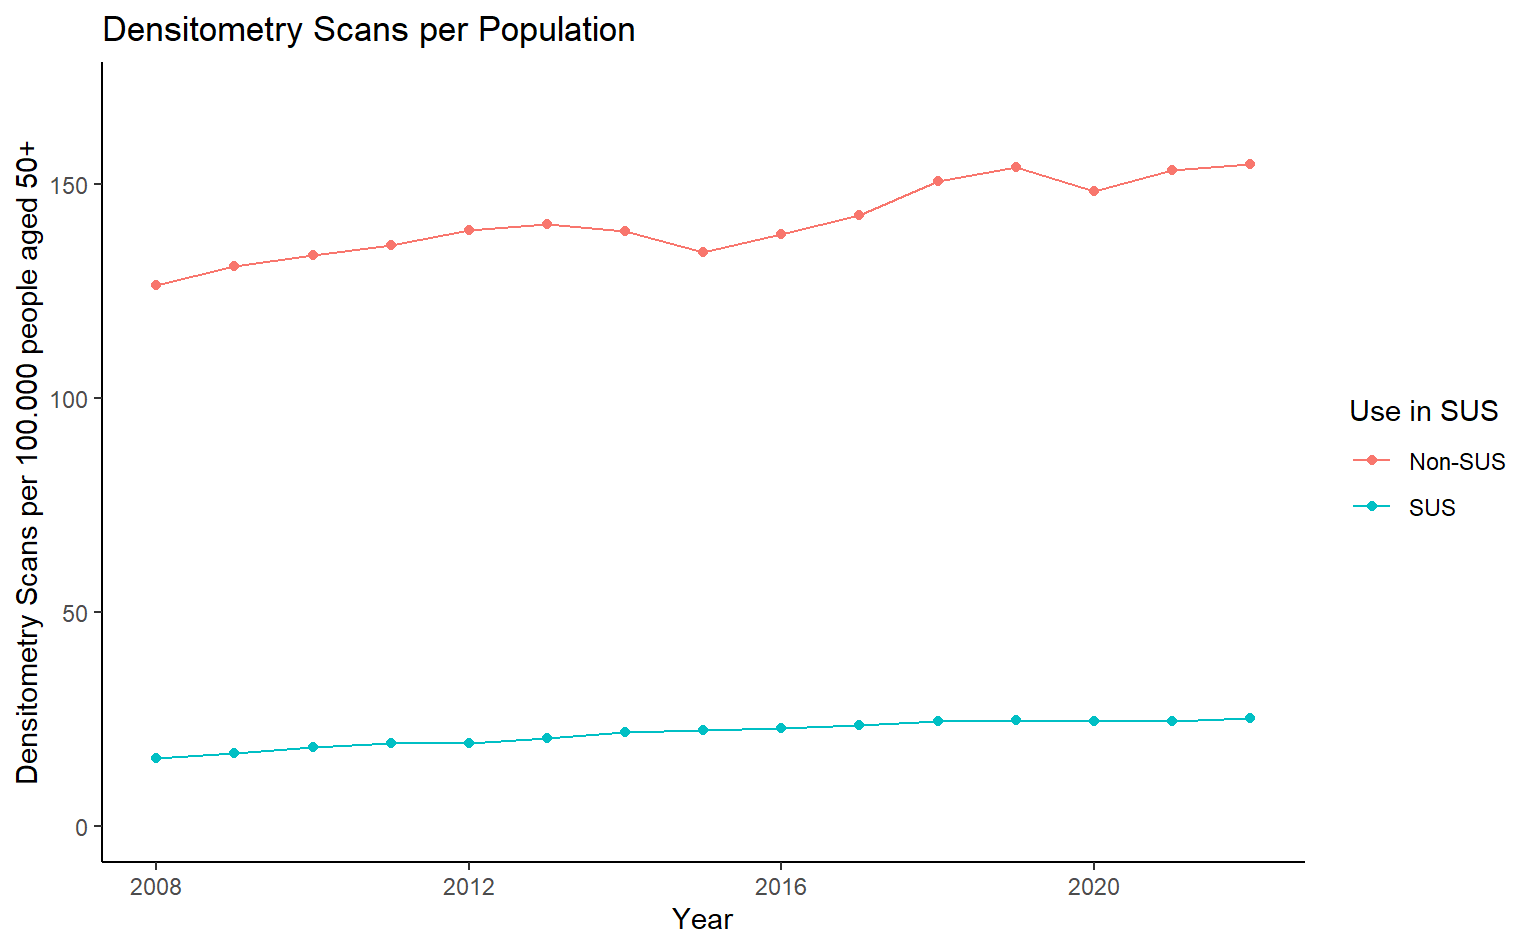 Densitometry Scans per Population
Densitometry Scans per 100.000 people aged 50+
150
100
50
0
2008
2012
2016
2020
Year
Use in SUS
Non-SUS
SUS